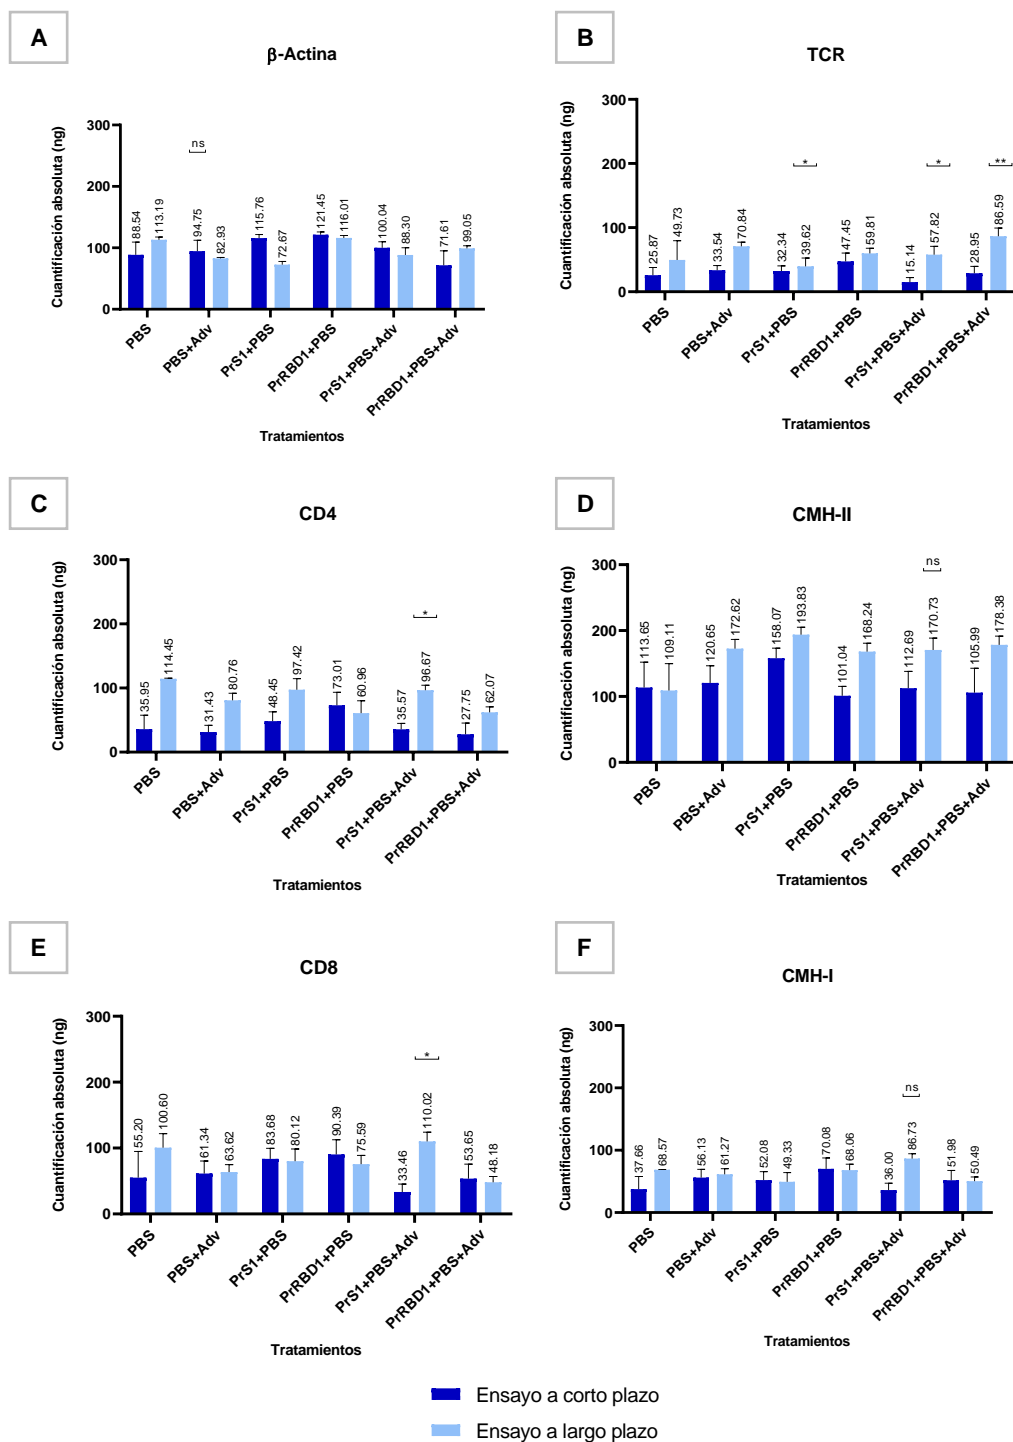 A
β-Actina
Cuantificación absoluta (ng)
300
200
100
0
ns
88.54
113.19
94.75
82.93
115.76
72.67
121.45
116.01
100.04
88.30
71.61
99.05
PBS
PBS+Adv
PrS1+PBS
PrRBD1+PBS
PrS1+PBS+Adv
PrRBD1+PBS+Adv
Tratamientos
B
TCR
Cuantificación absoluta (ng)
300
200
100
0
*
*
**
25.87
49.73
33.54
70.84
32.34
39.62
47.45
59.81
15.14
57.82
28.95
86.59
PBS
PBS+Adv
PrS1+PBS
PrRBD1+PBS
PrS1+PBS+Adv
PrRBD1+PBS+Adv
Tratamientos
C
CD4
Cuantificación absoluta (ng)
300
200
100
0
*
35.95
114.45
31.43
80.76
48.45
97.42
73.01
60.96
35.57
96.67
27.75
62.07
PBS
PBS+Adv
PrS1+PBS
PrRBD1+PBS
PrS1+PBS+Adv
PrRBD1+PBS+Adv
Tratamientos
D
CMH-II
Cuantificación absoluta (ng)
300
200
100
0
ns
113.65
109.11
120.65
172.62
158.07
193.83
101.04
168.24
112.69
170.73
105.99
178.38
PBS
PBS+Adv
PrS1+PBS
PrRBD1+PBS
PrS1+PBS+Adv
PrRBD1+PBS+Adv
Tratamientos
E
CD8
Cuantificación absoluta (ng)
300
200
100
0
*
55.20
100.60
61.34
63.62
83.68
80.12
90.39
75.59
33.46
110.02
53.65
48.18
PBS
PBS+Adv
PrS1+PBS
PrRBD1+PBS
PrS1+PBS+Adv
PrRBD1+PBS+Adv
Tratamientos
F
CMH-I
Cuantificación absoluta (ng)
300
200
100
0
ns
37.66
68.57
56.13
61.27
52.08
49.33
70.08
68.06
36.00
86.73
51.98
50.49
PBS
PBS+Adv
PrS1+PBS
PrRBD1+PBS
PrS1+PBS+Adv
PrRBD1+PBS+Adv
Tratamientos
Ensayo a corto plazo
Ensayo a largo plazo